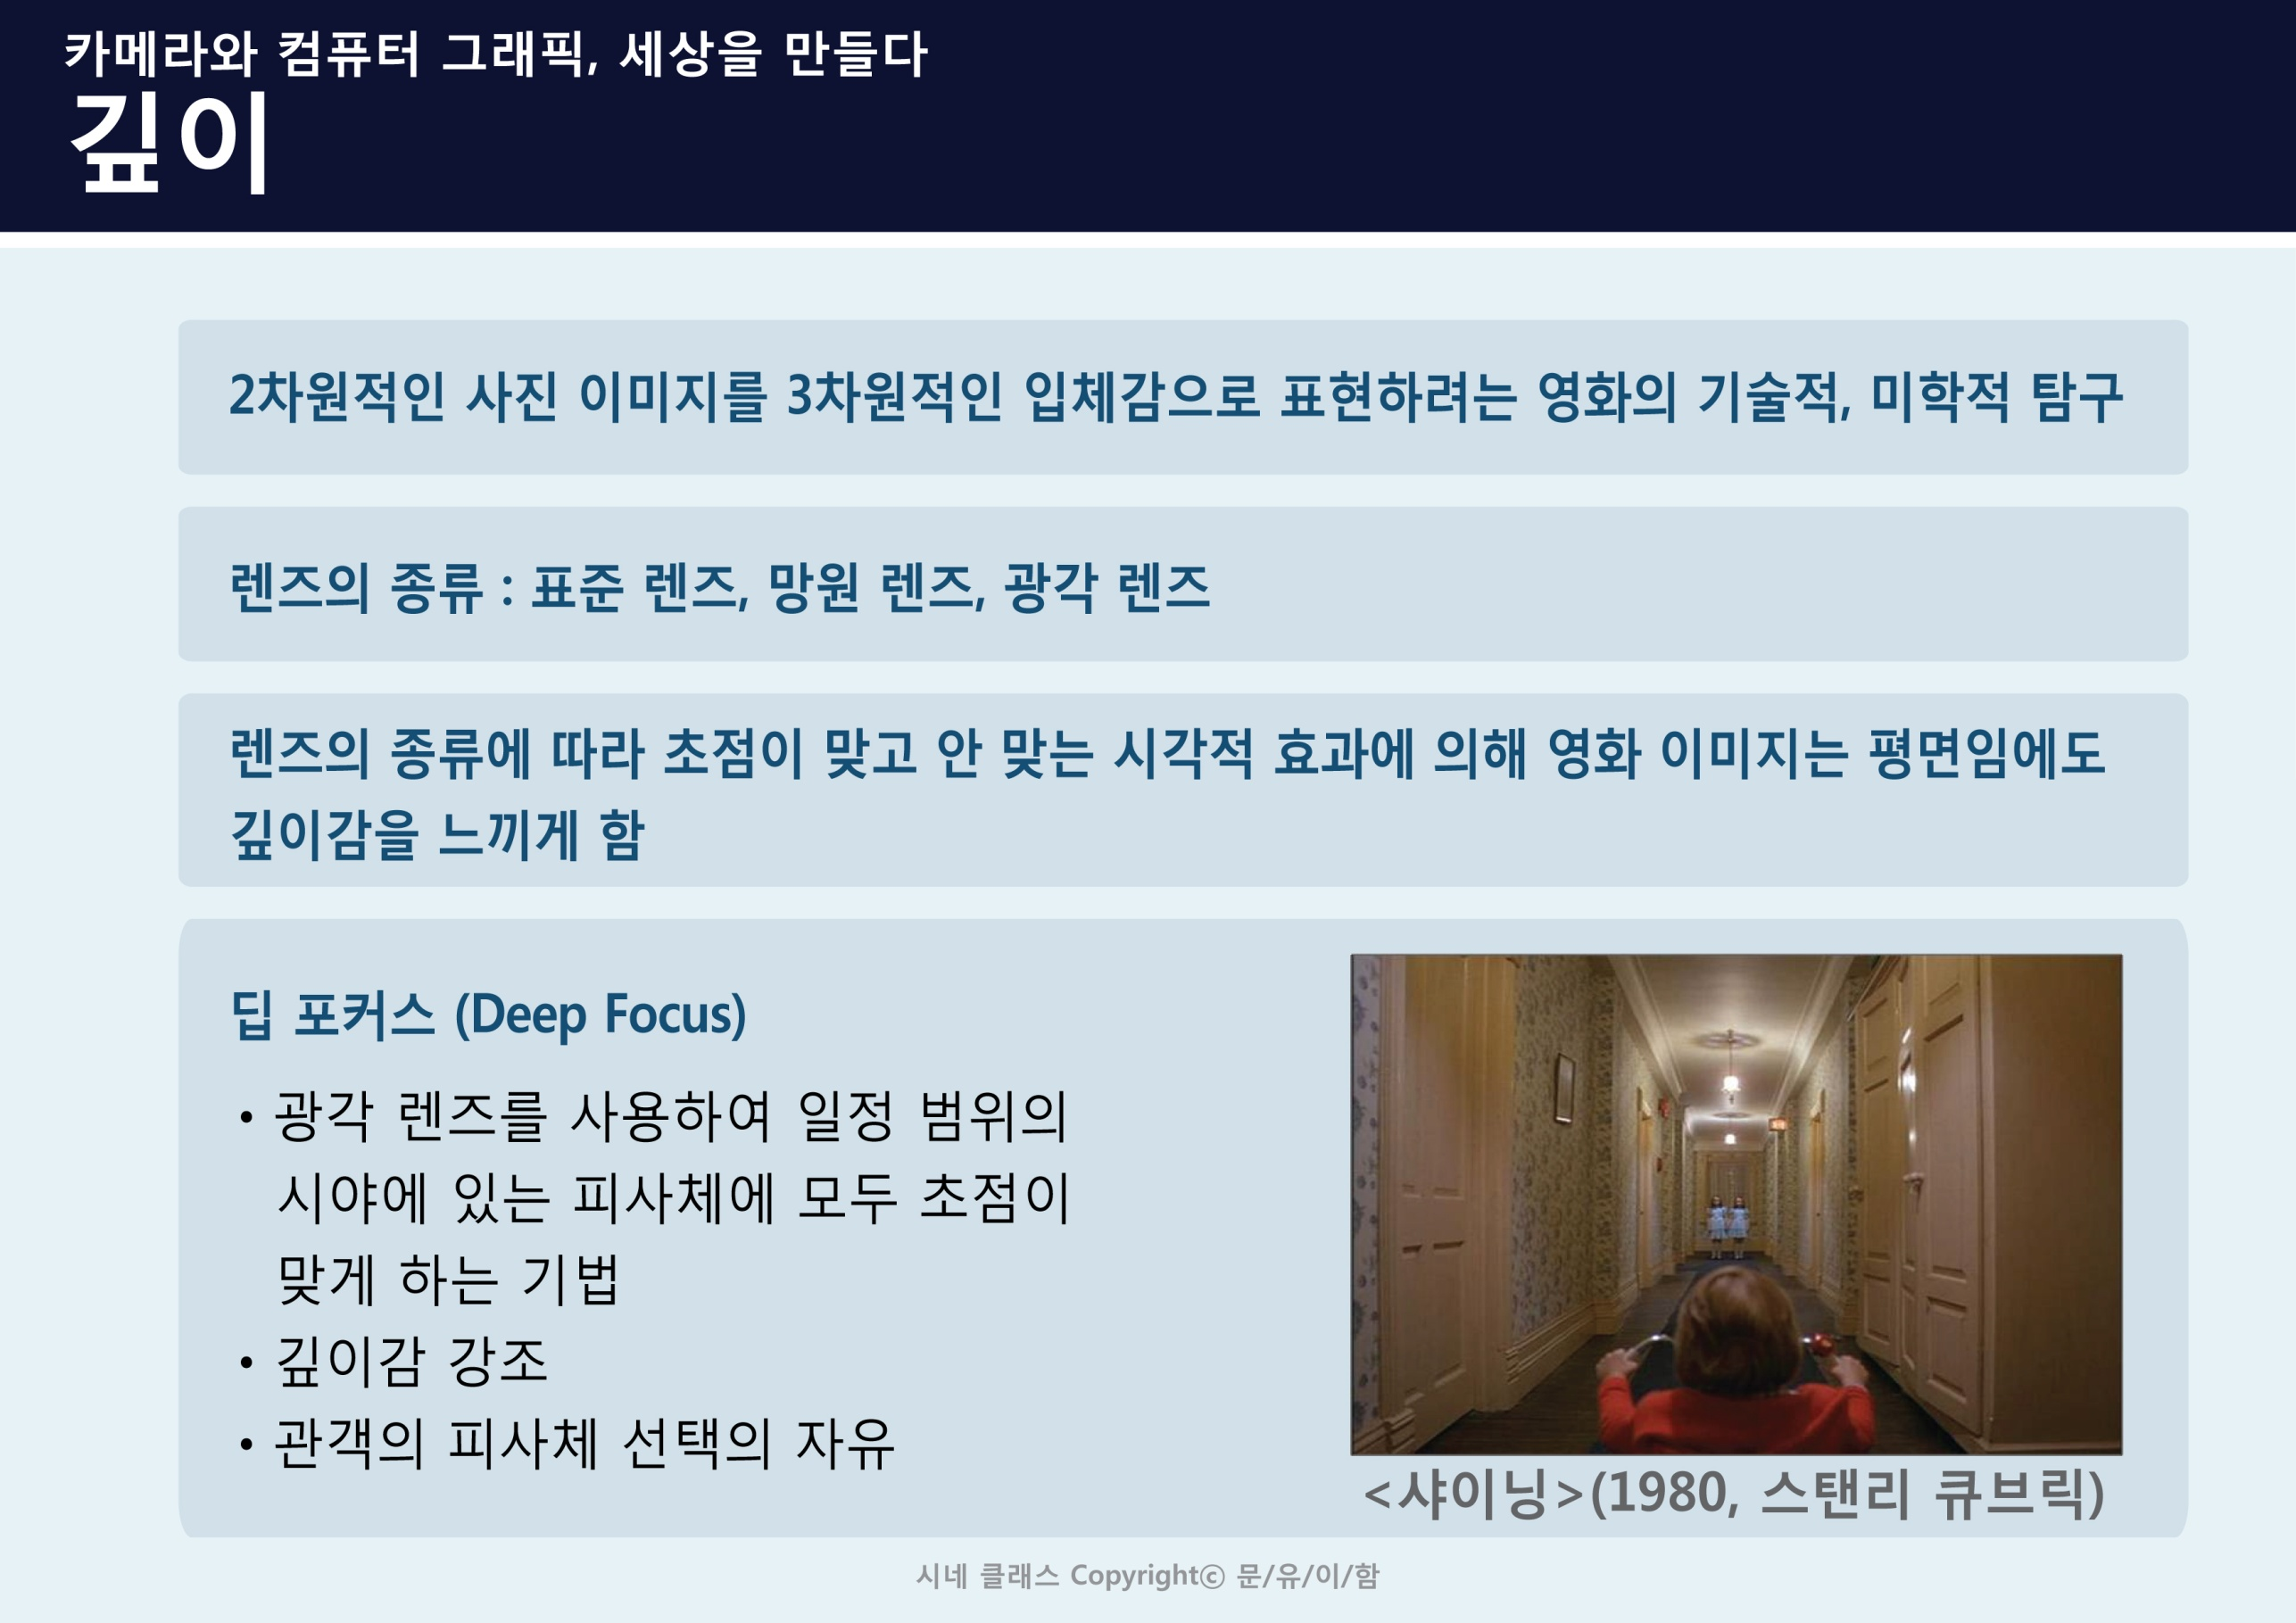 카메라와 컴퓨터 그래픽, 세상을 만들다
깊이
2차원적인 사진 이미지를 3차원적인 입체감으로 표현하려는 영화의 기술적, 미학적 탐구
렌즈의 종류 : 표준 렌즈, 망원 렌즈, 광각 렌즈
렌즈의 종류에 따라 초점이 맞고 안 맞는 시각적 효과에 의해 영화 이미지는 평면임에도
깊이감을 느끼게 함
딥 포커스 (Deep Focus)
• 광각 렌즈를 사용하여 일정 범위의
시야에 있는 피사체에 모두 초점이
맞게 하는 기법
• 깊이감 강조
• 관객의 피사체 선택의 자유
<샤이닝>(1980, 스탠리 큐브릭)
시네 클래스 Copyright© 문/유/이/함